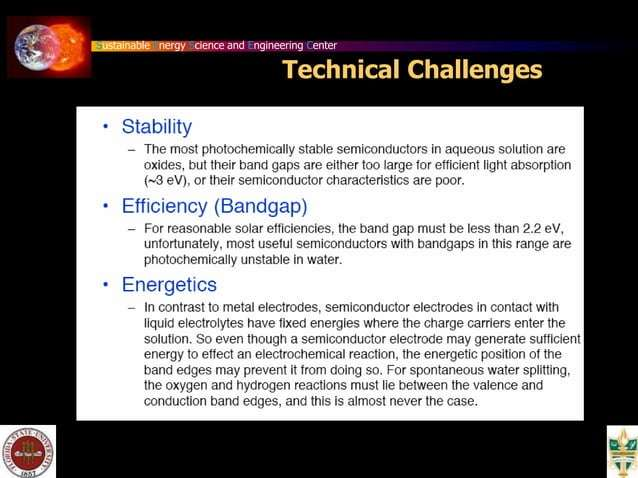 Sustainable Energy Science and Engineering Center
Technical Challenges
• Stability
– The most photochemically stable semiconductors in aqueous solution are
oxides, but their band gaps are either too large for efficient light absorption
(~3 eV), or their semiconductor characteristics are poor.
• Efficiency (Bandgap)
– For reasonable solar efficiencies, the band gap must be less than 2.2 eV,
unfortunately, most useful semiconductors with bandgaps in this range are
photochemically unstable in water.
• Energetics
– In contrast to metal electrodes, semiconductor electrodes in contact with
liquid electrolytes have fixed energies where the charge carriers enter the
solution. So even though a semiconductor electrode may generate sufficient
energy to effect an electrochemical reaction, the energetic position of the
band edges may prevent it from doing so. For spontaneous water splitting,
the oxygen and hydrogen reactions must lie between the valence and
conduction band edges, and this is almost never the case.
FLORIDA STATE UNIVERSITY